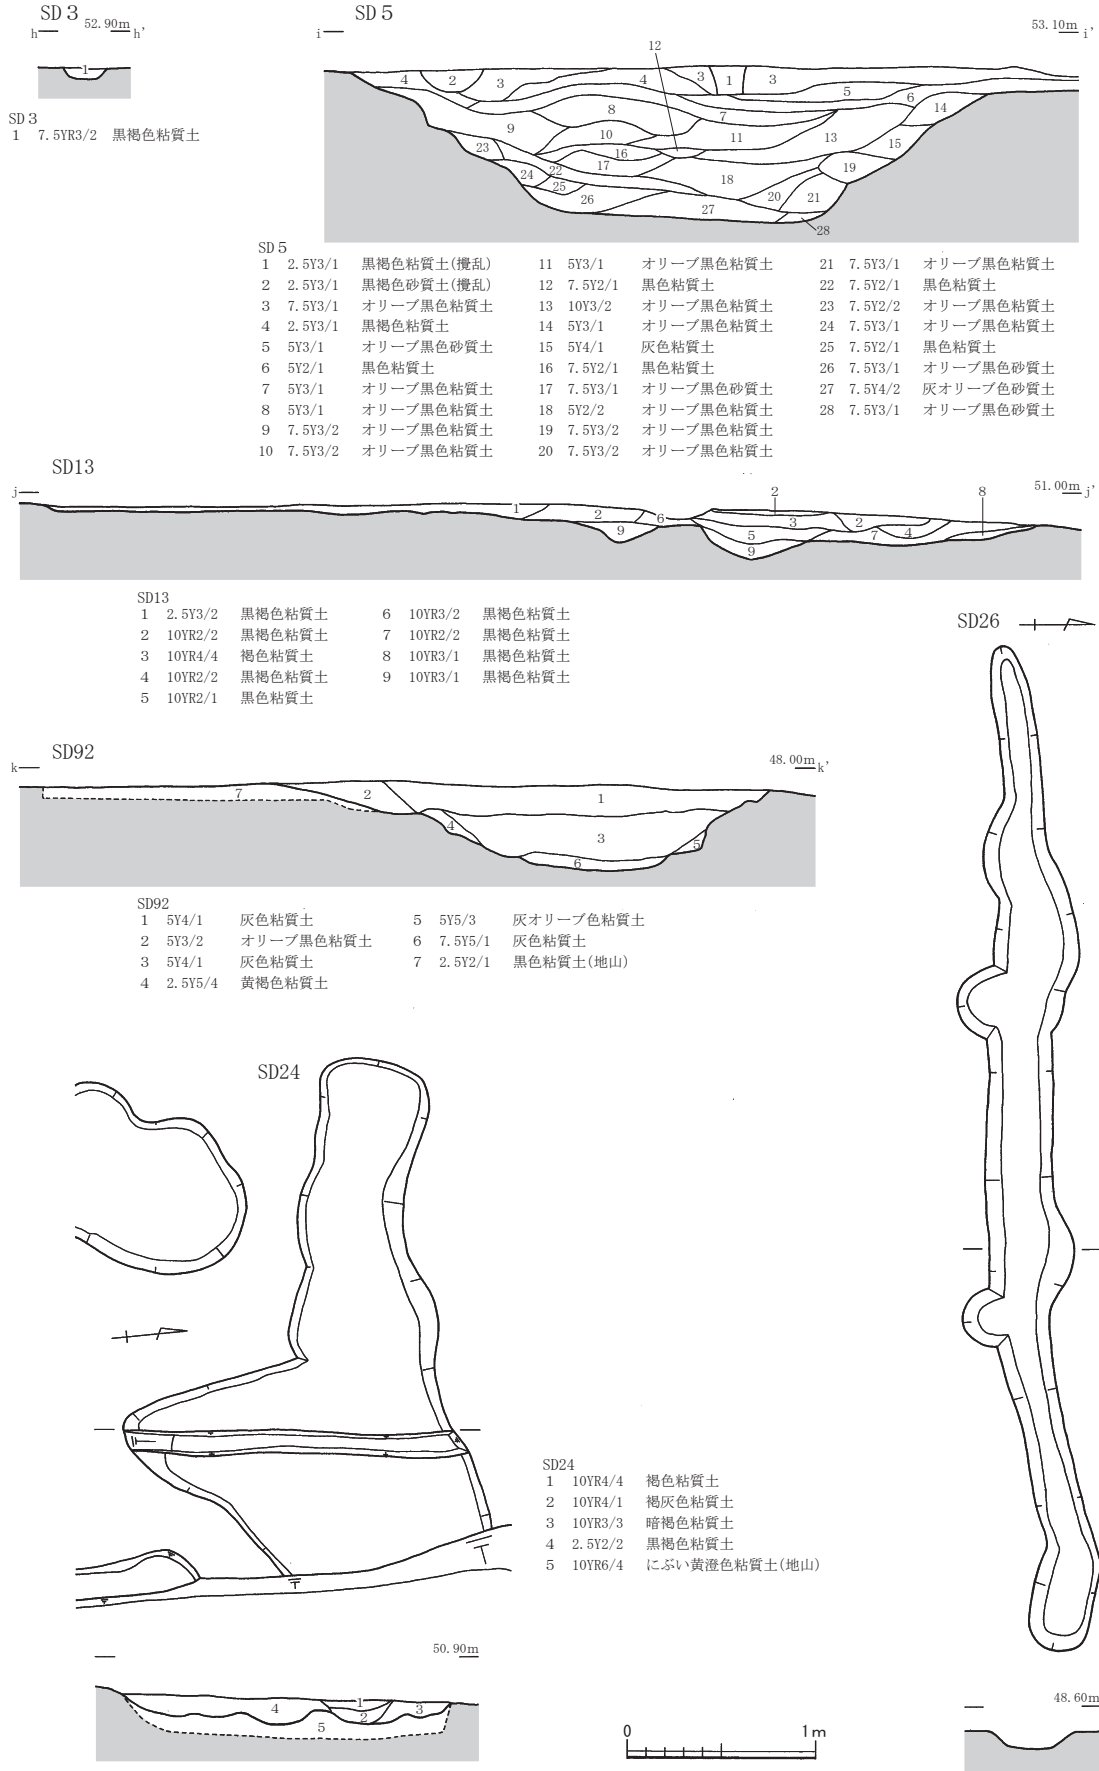 SD３
52.90m
h h'
1
SD３
1 7.5YR3/2 黒褐色粘質土
SD５
53.10m
i i'
12
4 2 3 4 3 1 3
5 6 14
8 7
9 10 11 13 15
23 16
24 22 17 18 19
25 20 21
26 27
28
SD５
1 2.5Y3/1 黒褐色粘質土(攪乱)
2 2.5Y3/1 黒褐色砂質土(攪乱)
3 7.5Y3/1 オリーブ黒色粘質土
4 2.5Y3/1 黒褐色粘質土
5 5Y3/1 オリーブ黒色砂質土
6 5Y2/1 黒色粘質土
7 5Y3/1 オリーブ黒色粘質土
8 5Y3/1 オリーブ黒色粘質土
9 7.5Y3/2 オリーブ黒色粘質土
10 7.5Y3/2 オリーブ黒色粘質土
11 5Y3/1 オリーブ黒色粘質土
12 7.5Y2/1 黒色粘質土
13 10Y3/2 オリーブ黒色粘質土
14 5Y3/1 オリーブ黒色粘質土
15 5Y4/1 灰色粘質土
16 7.5Y2/1 黒色粘質土
17 7.5Y3/1 オリーブ黒色砂質土
18 5Y2/2 オリーブ黒色粘質土
19 7.5Y3/2 オリーブ黒色粘質土
20 7.5Y3/2 オリーブ黒色粘質土
21 7.5Y3/1 オリーブ黒色粘質土
22 7.5Y2/1 黒色粘質土
23 7.5Y2/2 オリーブ黒色粘質土
24 7.5Y3/1 オリーブ黒色粘質土
25 7.5Y2/1 黒色粘質土
26 7.5Y3/1 オリーブ黒色砂質土
27 7.5Y4/2 灰オリーブ色砂質土
28 7.5Y3/1 オリーブ黒色砂質土
SD13
51.00m
j j'
2 8
1 2 6 3 2
9 5 7 4
9
SD13
1 2.5Y3/2 黒褐色粘質土
2 10YR2/2 黒褐色粘質土
3 10YR4/4 褐色粘質土
4 10YR2/2 黒褐色粘質土
5 10YR2/1 黒色粘質土
6 10YR3/2 黒褐色粘質土
7 10YR2/2 黒褐色粘質土
8 10YR3/1 黒褐色粘質土
9 10YR3/1 黒褐色粘質土
SD26
SD92
48.00m
k k'
7 2 1
4 3 5
6
SD92
1 5Y4/1 灰色粘質土
2 5Y3/2 オリーブ黒色粘質土
3 5Y4/1 灰色粘質土
4 2.5Y5/4 黄褐色粘質土
5 5Y5/3 灰オリーブ色粘質土
6 7.5Y5/1 灰色粘質土
7 2.5Y2/1 黒色粘質土(地山)
SD24
SD24
1 10YR4/4 褐色粘質土
2 10YR4/1 褐灰色粘質土
3 10YR3/3 暗褐色粘質土
4 2.5Y2/2 黒褐色粘質土
5 10YR6/4 にぶい黄澄色粘質土(地山)
50.90m
4 1 3
5 2
0 1m
48.60m